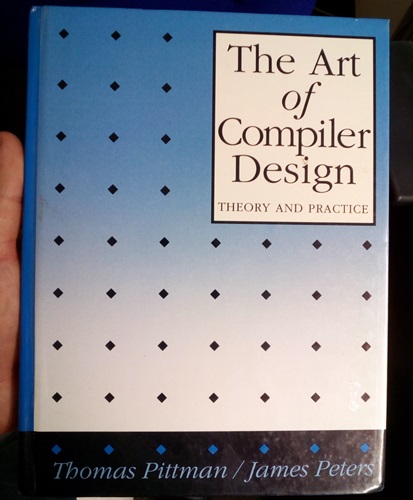 The Art
of
Compiler
Design
THEORY AND PRACTICE
Thomas Pittman / James Peters